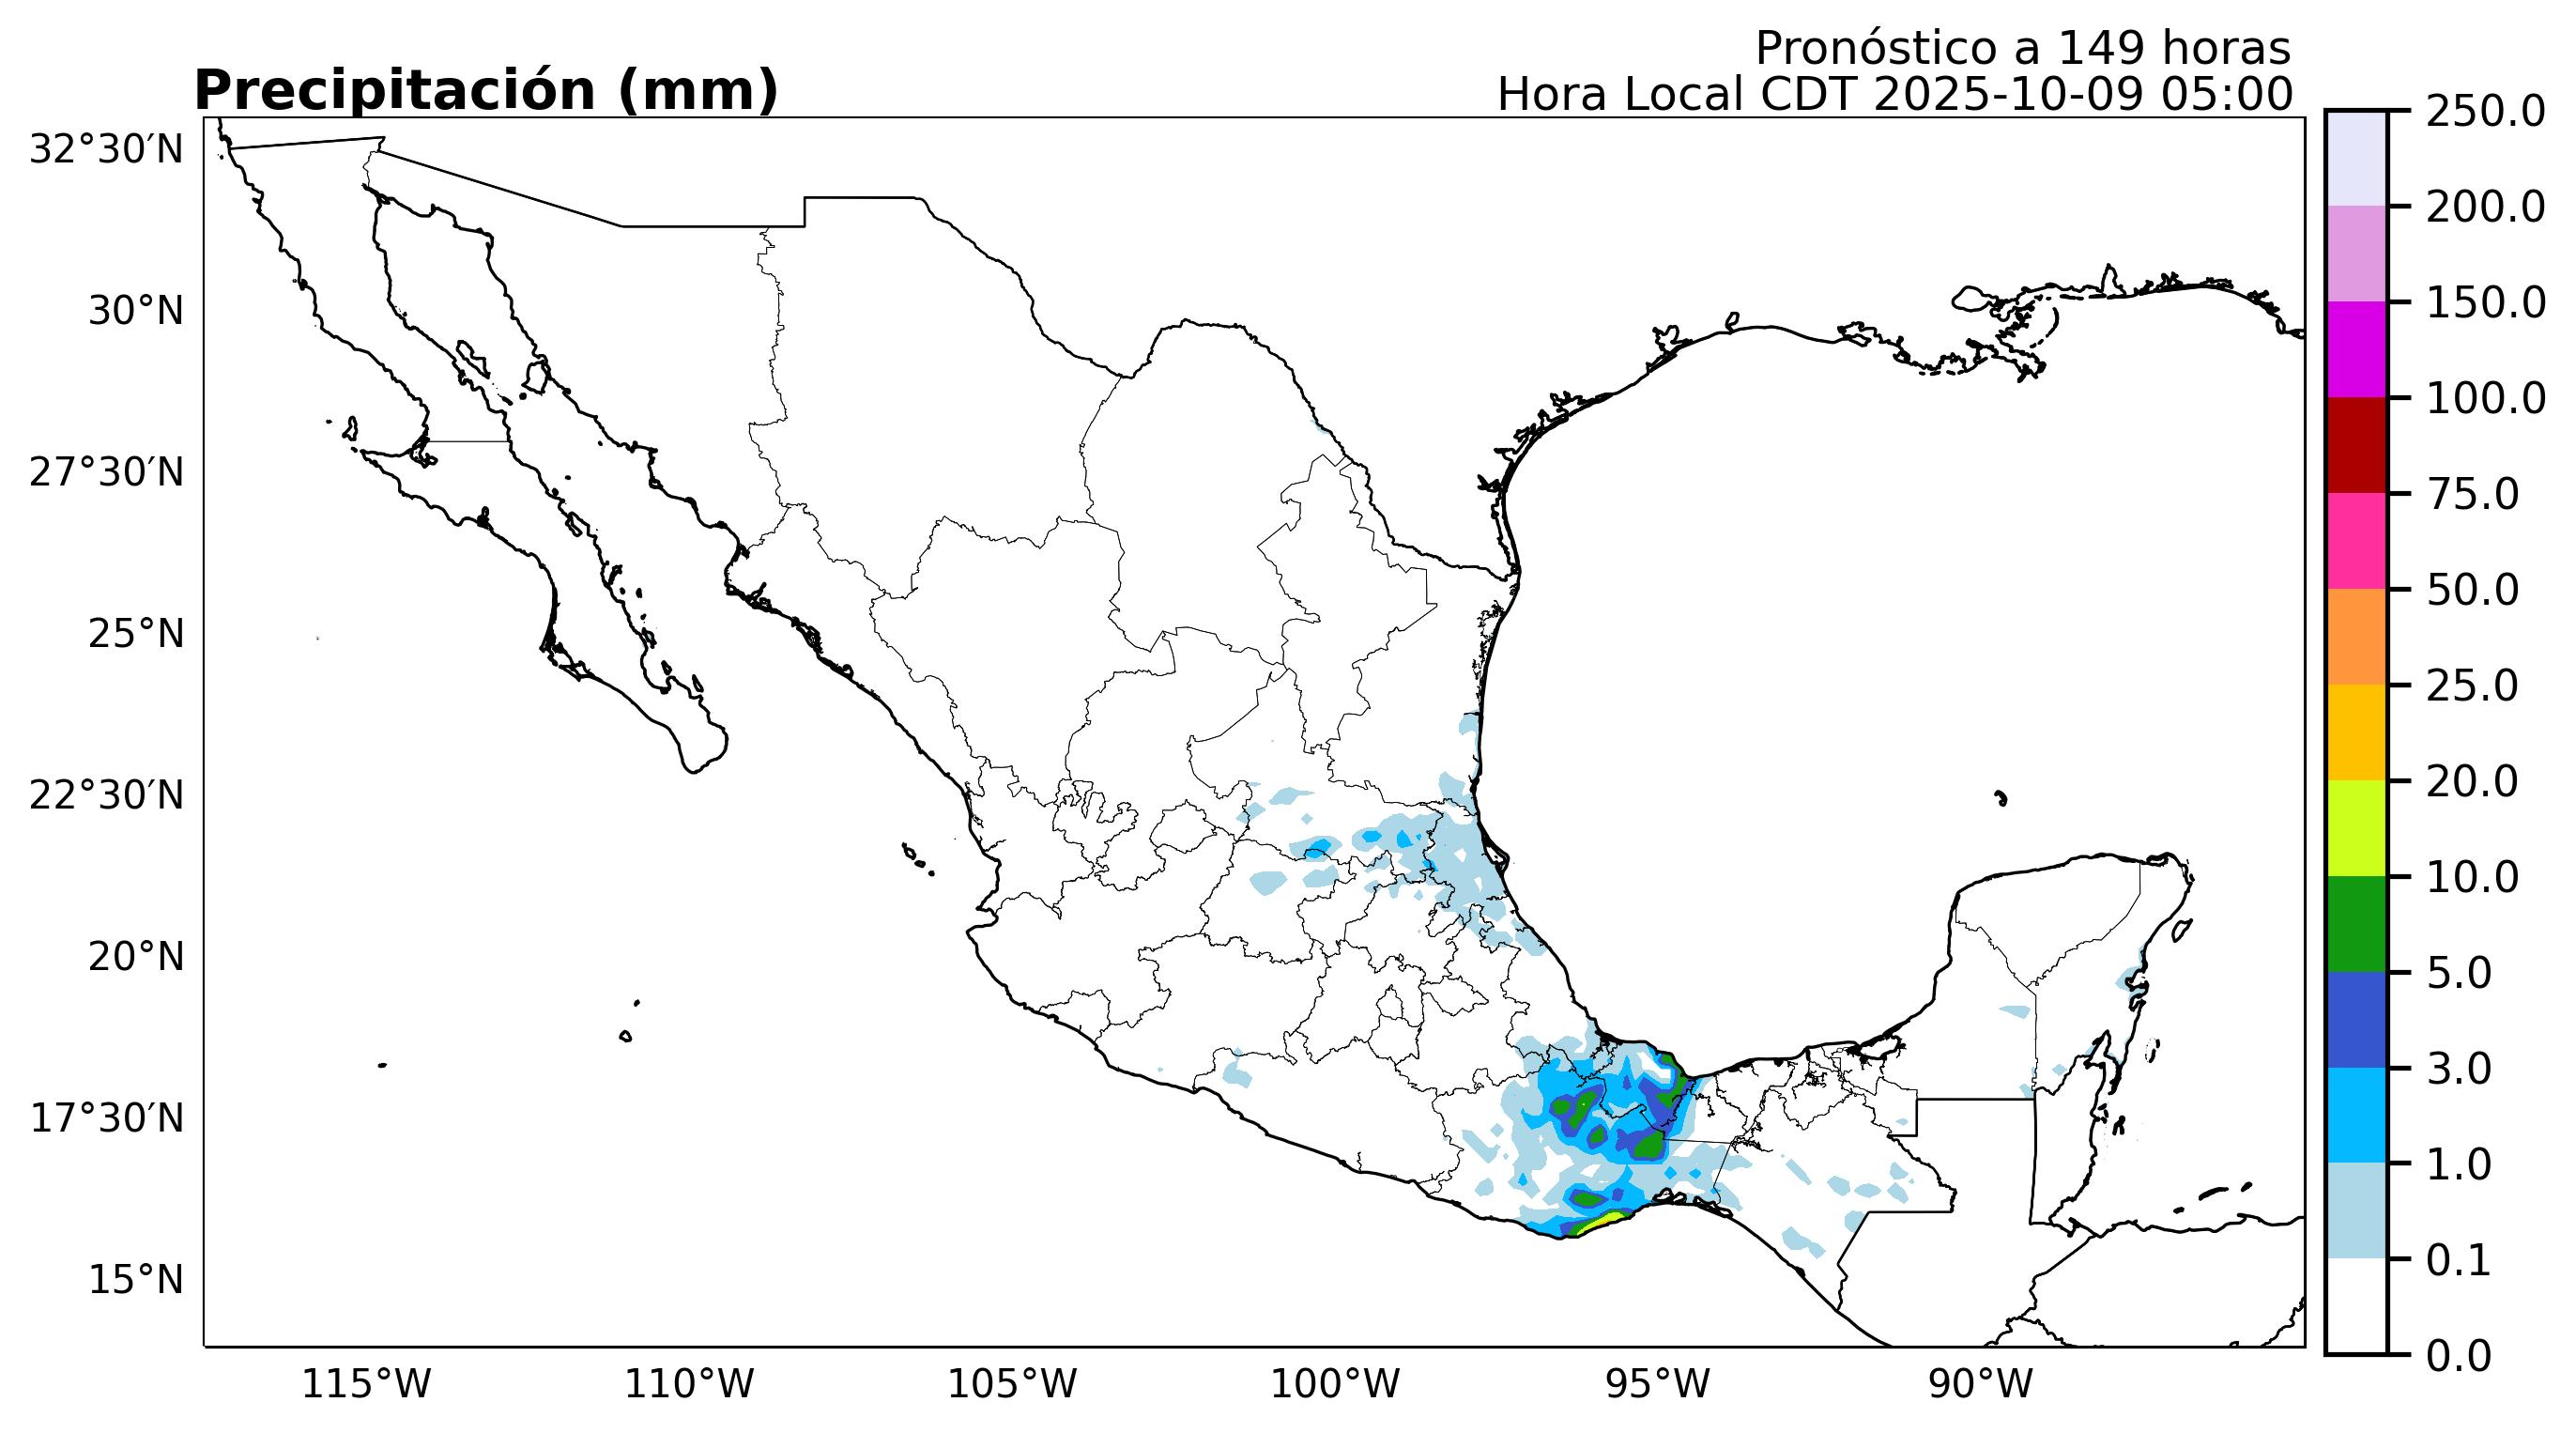 Pronóstico a 149 horas
Precipitación (mm)
Hora Local CDT 2025-10-09 05:00
32°30′N
30°N
27°30′N
25°N
22°30′N
20°N
17°30′N
15°N
115°W
110°W
105°W
100°W
95°W
90°W
250.0
200.0
150.0
100.0
75.0
50.0
25.0
20.0
10.0
5.0
3.0
1.0
0.1
0.0